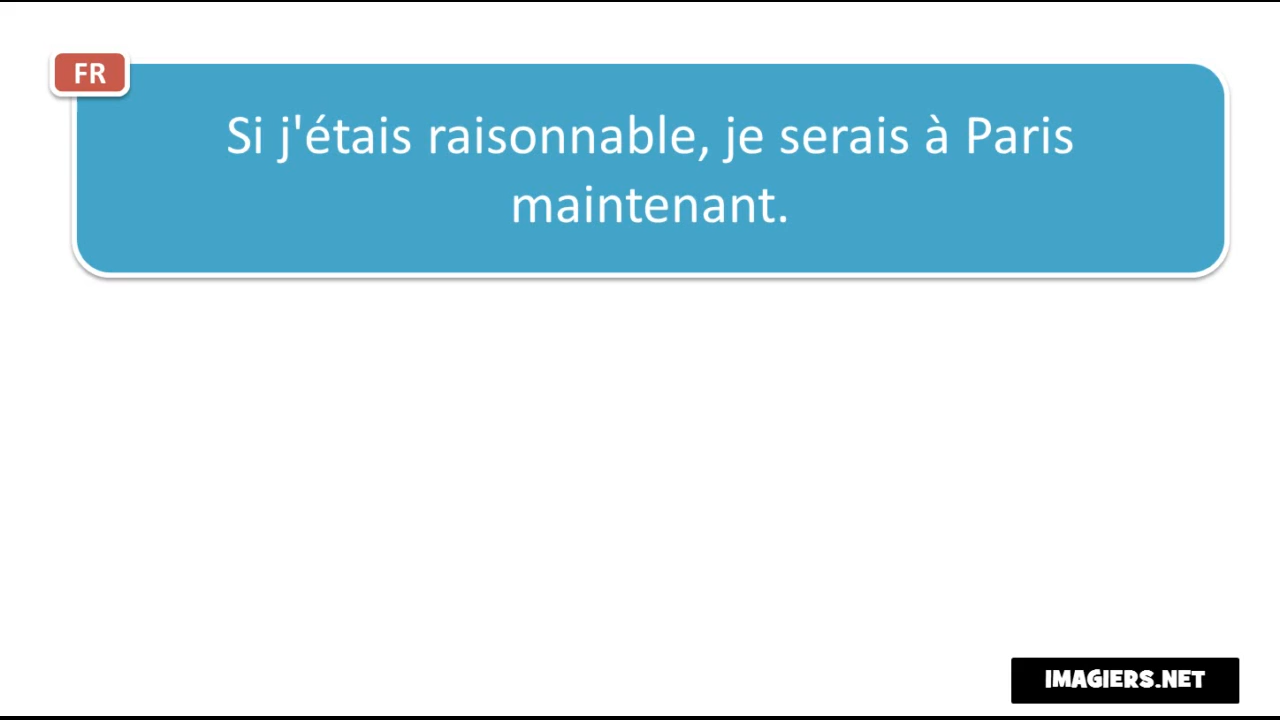 FR
Si j'étais raisonnable, je serais à Paris
maintenant.
IMAGIERS.NET